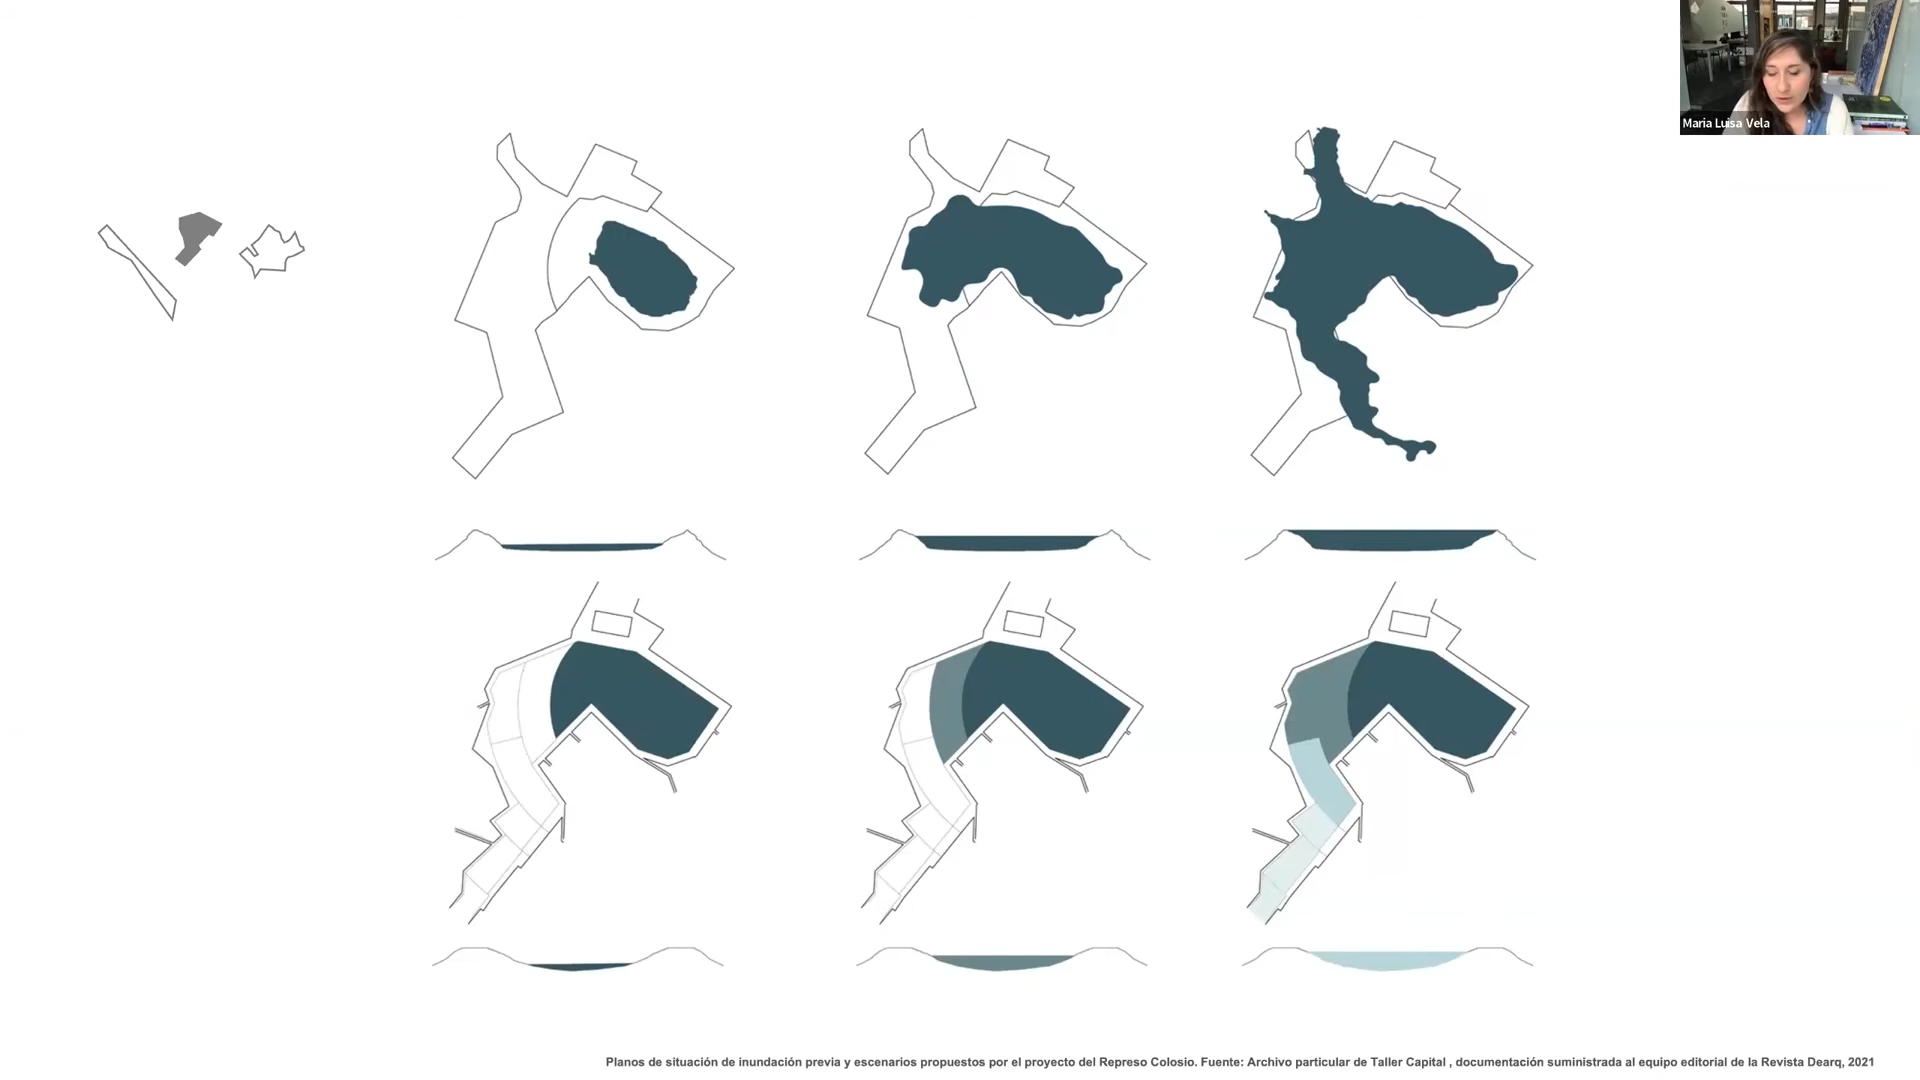 Maria Luisa Vela
Planos de situación de inundación previa y escenarios propuestos por el proyecto del Represo Colosio. Fuente: Archivo particular de Taller Capital , documentación suministrada al equipo editorial de la Revista Dearq, 2021